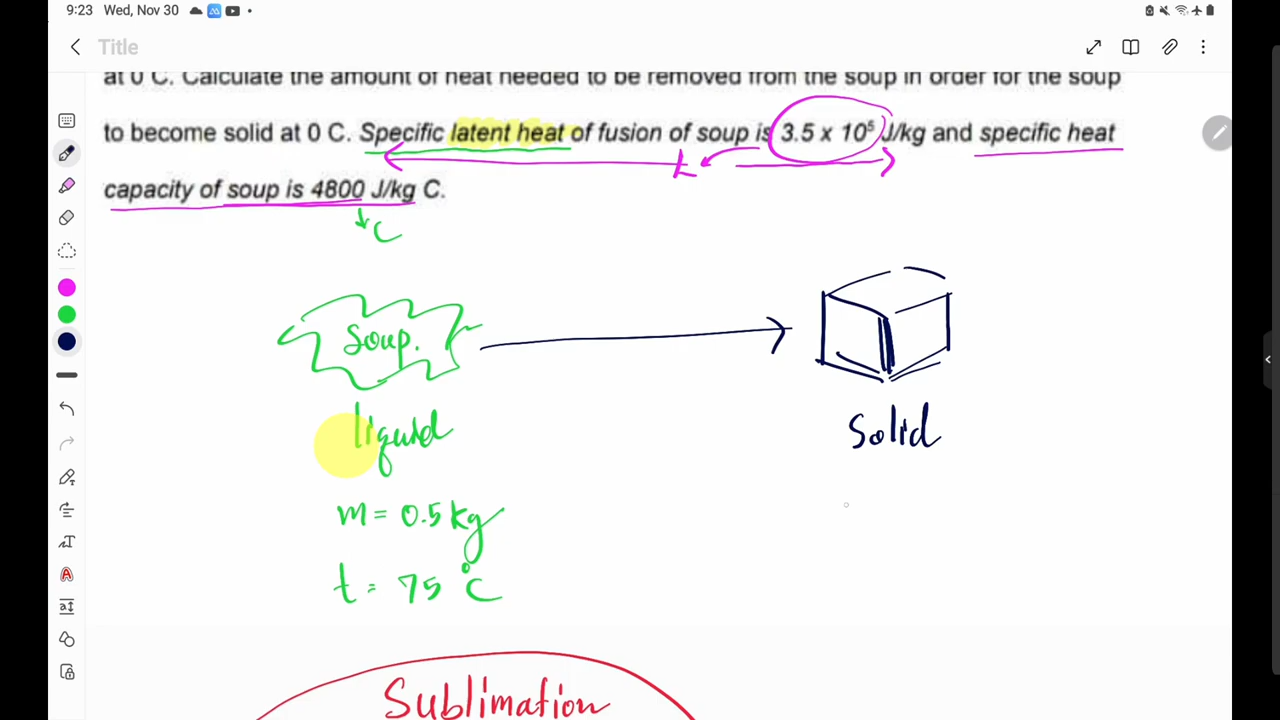 9:23 Wed, Nov 30
Title
at 0 C. Calculate the amount of heat needed to be removed from the soup in order for the soup
to become solid at 0 C. Specific latent heat of fusion of soup is 3.5 x 10⁵ J/kg and specific heat
L
capacity of soup is 4800 J/kg C.
C
Soup.
liquid
Solid
m = 0.5 kg
t = 75 °C
Sublimation